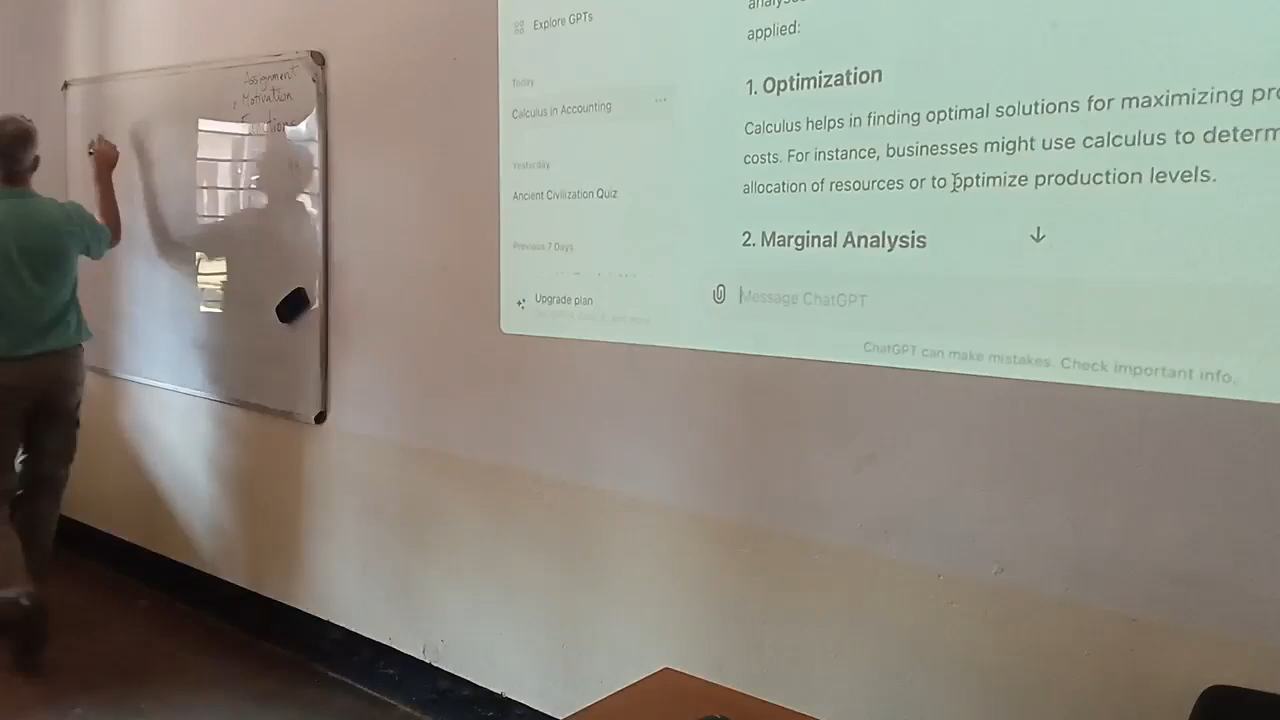 Assignment
Motivation
Functions
Explore GPTs
Today
Calculus in Accounting
Yesterday
Ancient Civilization Quiz
Previous 7 Days
Upgrade plan
applied:
1. Optimization
Calculus helps in finding optimal solutions for maximizing
costs. For instance, businesses might use calculus to
allocation of resources or to optimize production levels.
2. Marginal Analysis
Message ChatGPT
ChatGPT can make mistakes. Check important info.